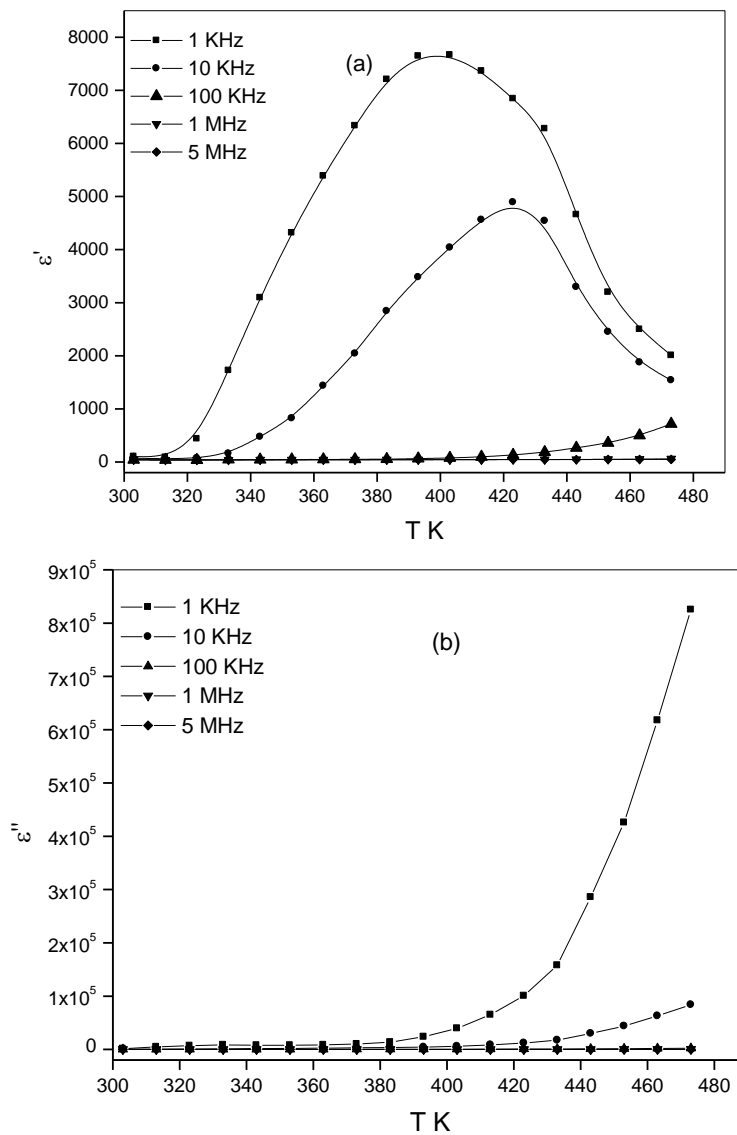 8000
7000
6000
5000
4000
3000
2000
1000
0
ε'
1 KHz
10 KHz
100 KHz
1 MHz
5 MHz
(a)
300 320 340 360 380 400 420 440 460 480
T K
9x10⁵
8x10⁵
7x10⁵
6x10⁵
5x10⁵
4x10⁵
3x10⁵
2x10⁵
1x10⁵
0
ε''
1 KHz
10 KHz
100 KHz
1 MHz
5 MHz
(b)
300 320 340 360 380 400 420 440 460 480
T K